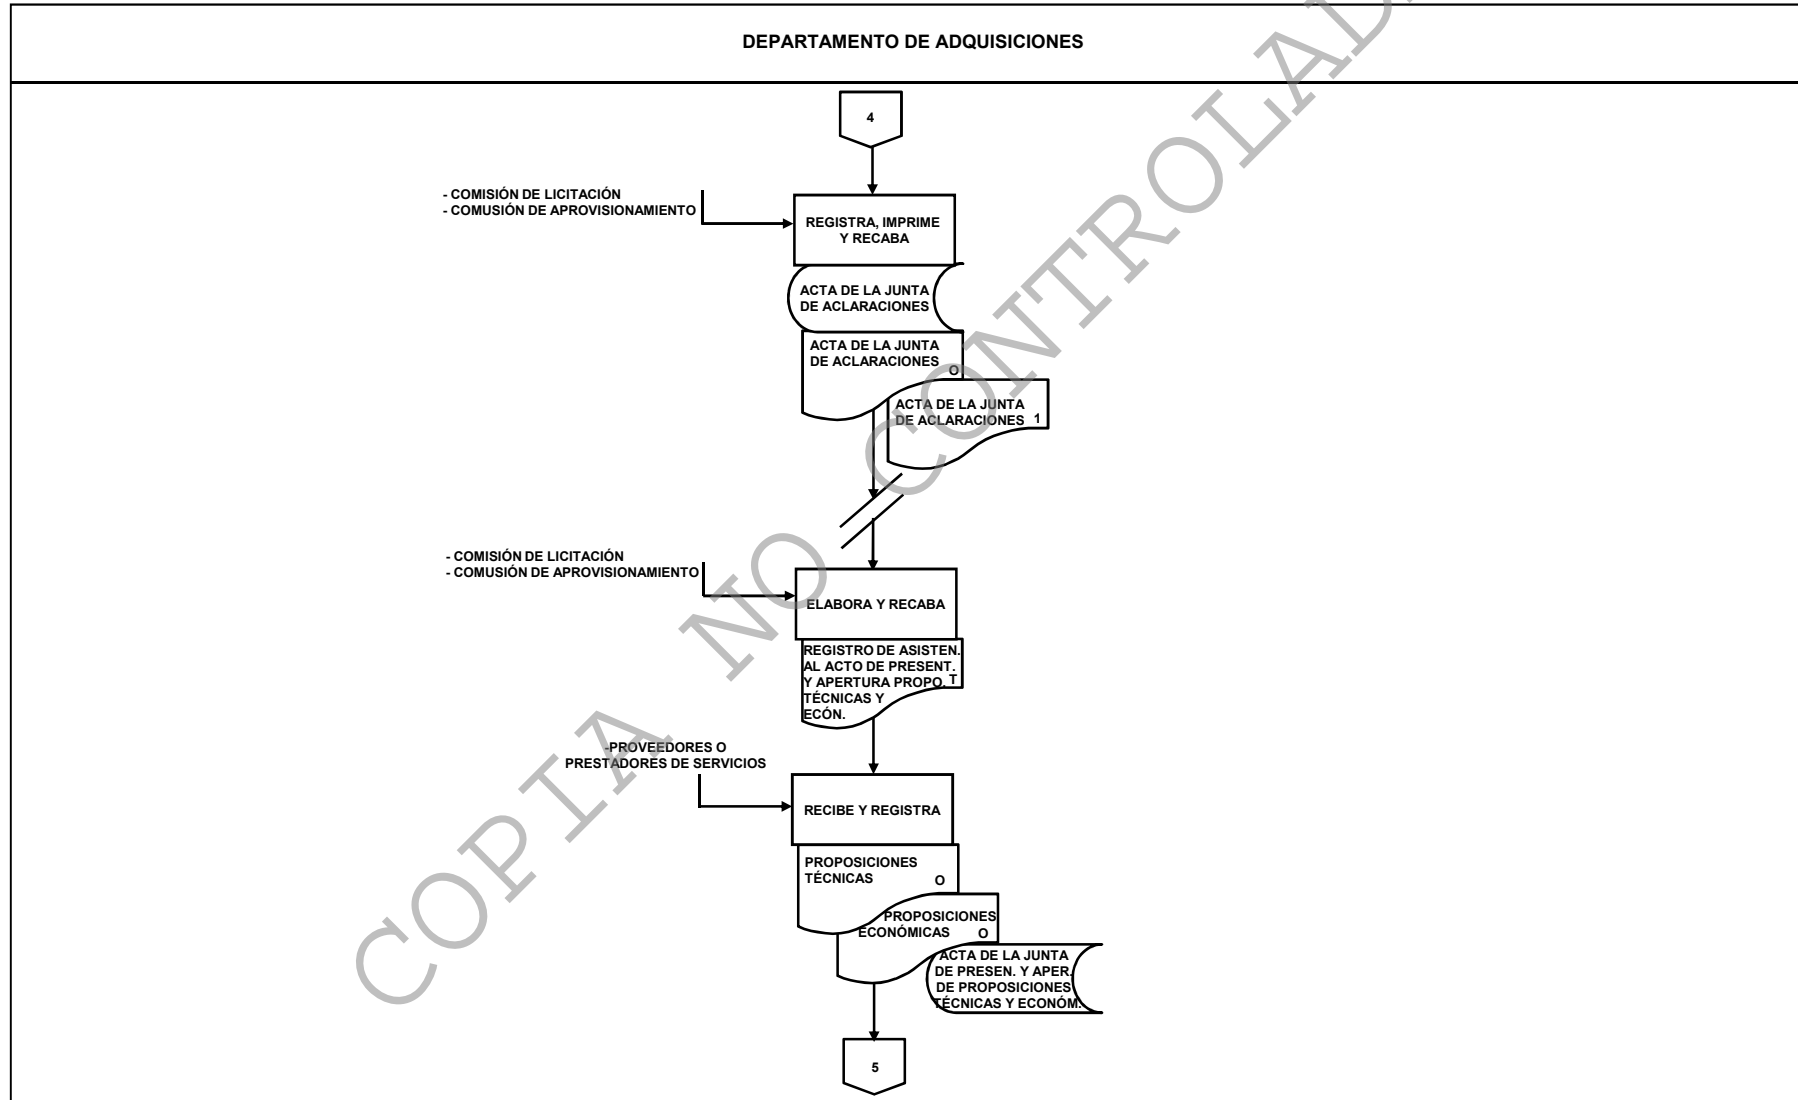 DEPARTAMENTO DE ADQUISICIONES
4
- COMISIÓN DE LICITACIÓN
- COMUSIÓN DE APROVISIONAMIENTO
REGISTRA, IMPRIME
Y RECABA
ACTA DE LA JUNTA
DE ACLARACIONES
ACTA DE LA JUNTA
DE ACLARACIONES
O
ACTA DE LA JUNTA
DE ACLARACIONES 1
- COMISIÓN DE LICITACIÓN
- COMUSIÓN DE APROVISIONAMIENTO
ELABORA Y RECABA
REGISTRO DE ASISTEN.
AL ACTO DE PRESENT.
Y APERTURA PROPO. T
TÉCNICAS Y
ECÓN.
-PROVEEDORES O
PRESTADORES DE SERVICIOS
RECIBE Y REGISTRA
PROPOSICIONES
TÉCNICAS O
PROPOSICIONES
ECONÓMICAS O
ACTA DE LA JUNTA
DE PRESEN. Y APER.
DE PROPOSICIONES
TÉCNICAS Y ECONÓM.
5
COPIA NO CONTROLAD